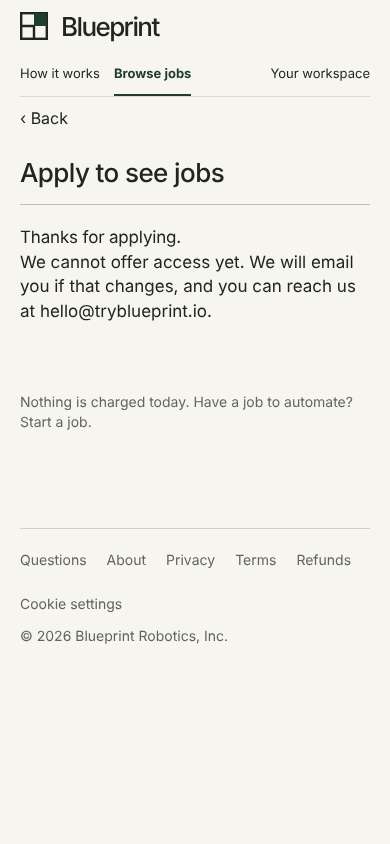 Blueprint
How it works Browse jobs Your workspace
‹ Back
Apply to see jobs
Thanks for applying.
We cannot offer access yet. We will email
you if that changes, and you can reach us
at hello@tryblueprint.io.
Nothing is charged today. Have a job to automate?
Start a job.
Questions About Privacy Terms Refunds
Cookie settings
© 2026 Blueprint Robotics, Inc.